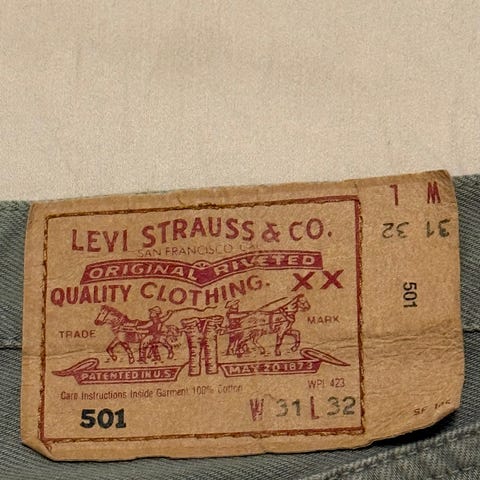 LEVI STRAUSS & CO.
SAN FRANCISCO CAL
ORIGINAL RIVETED
QUALITY CLOTHING. XX
TRADE MARK
PATENTED IN U.S. MAY 20 1873
Care Instructions Inside Garment 100% Cotton WPL 423
501 W 31 L 32
W L
31 32
501